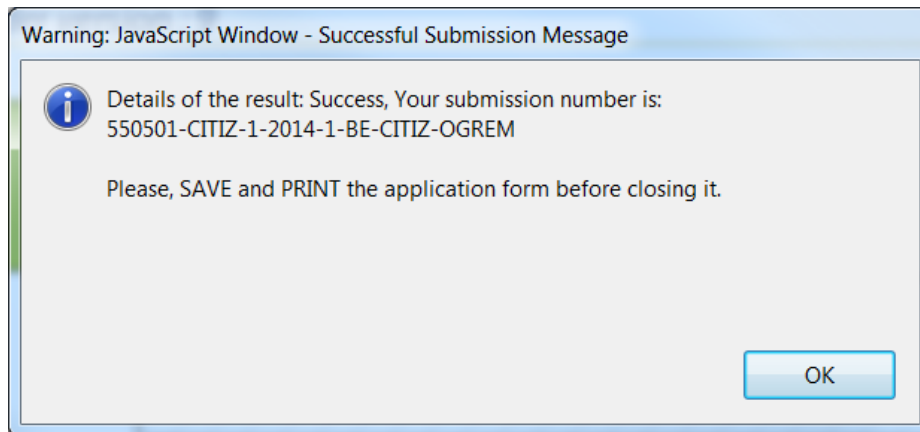 Warning: JavaScript Window - Successful Submission Message
Details of the result: Success, Your submission number is:
550501-CITIZ-1-2014-1-BE-CITIZ-OGREM
Please, SAVE and PRINT the application form before closing it.
OK